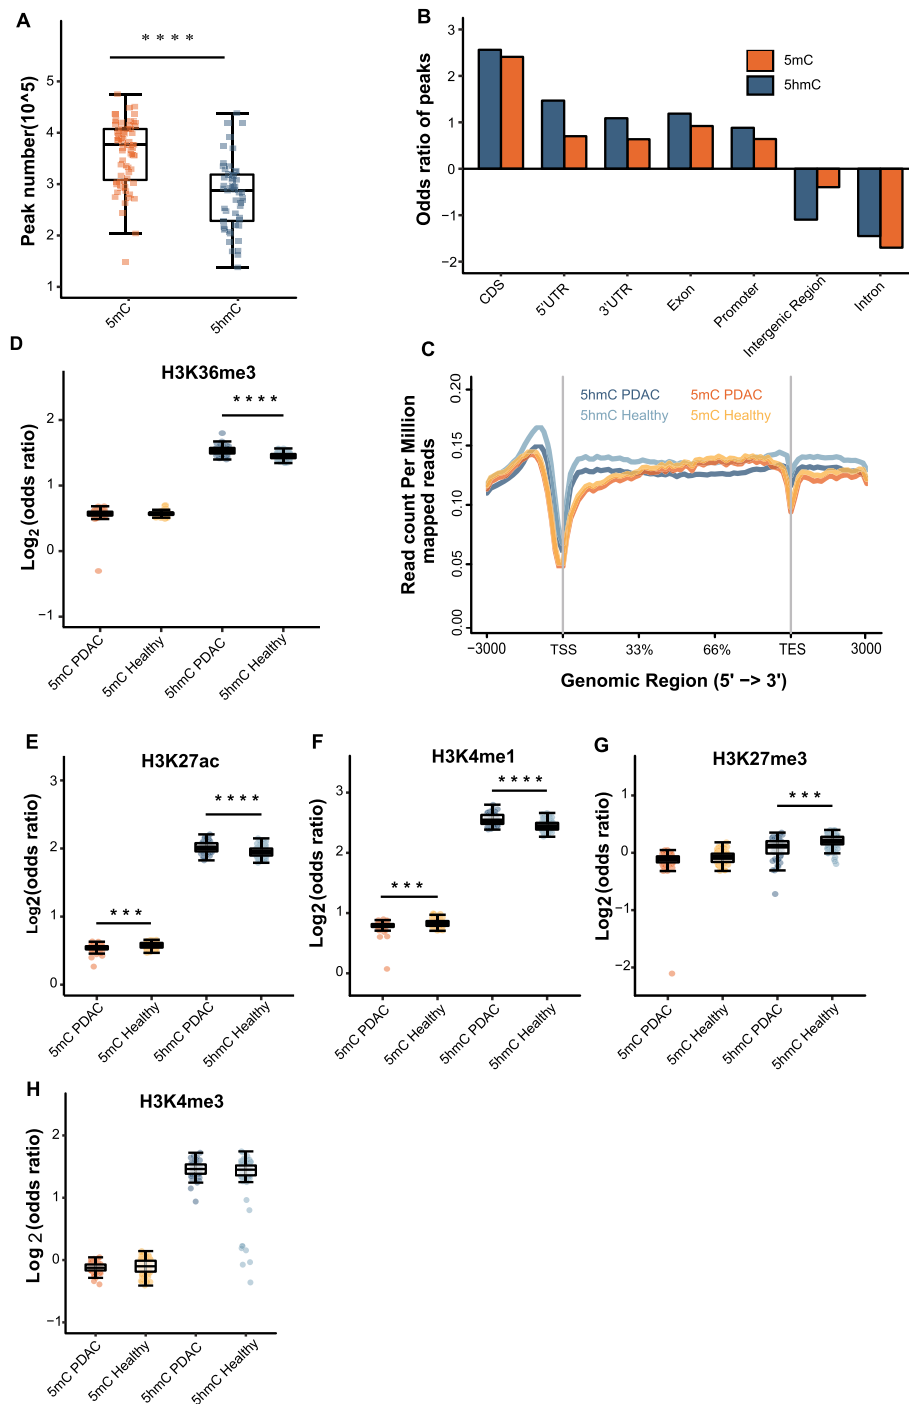 A
* * * *
Peak number(10^5)
5
4
3
2
1
5mC
5hmC
B
Odds ratio of peaks
3
2
1
0
−1
−2
5mC
5hmC
CDS
5'UTR
3'UTR
Exon
Promoter
Intergenic Region
Intron
D
H3K36me3
* * * *
Log2 (odds ratio)
2
1
0
−1
5mC PDAC
5mC Healthy
5hmC PDAC
5hmC Healthy
C
Read count Per Million
mapped reads
0.20
0.15
0.10
0.05
0.00
5hmC PDAC
5mC PDAC
5hmC Healthy
5mC Healthy
−3000
TSS
33%
66%
TES
3000
Genomic Region (5' −> 3')
E
H3K27ac
* * * *
* * *
Log2(odds ratio)
3
2
1
0
5mC PDAC
5mC Healthy
5hmC PDAC
5hmC Healthy
F
H3K4me1
* * * *
* * *
Log2(odds ratio)
3
2
1
0
5mC PDAC
5mC Healthy
5hmC PDAC
5hmC Healthy
G
H3K27me3
* * *
Log2(odds ratio)
1
0
−1
−2
5mC PDAC
5mC Healthy
5hmC PDAC
5hmC Healthy
H
H3K4me3
Log 2 (odds ratio)
2
1
0
−1
5mC PDAC
5mC Healthy
5hmC PDAC
5hmC Healthy